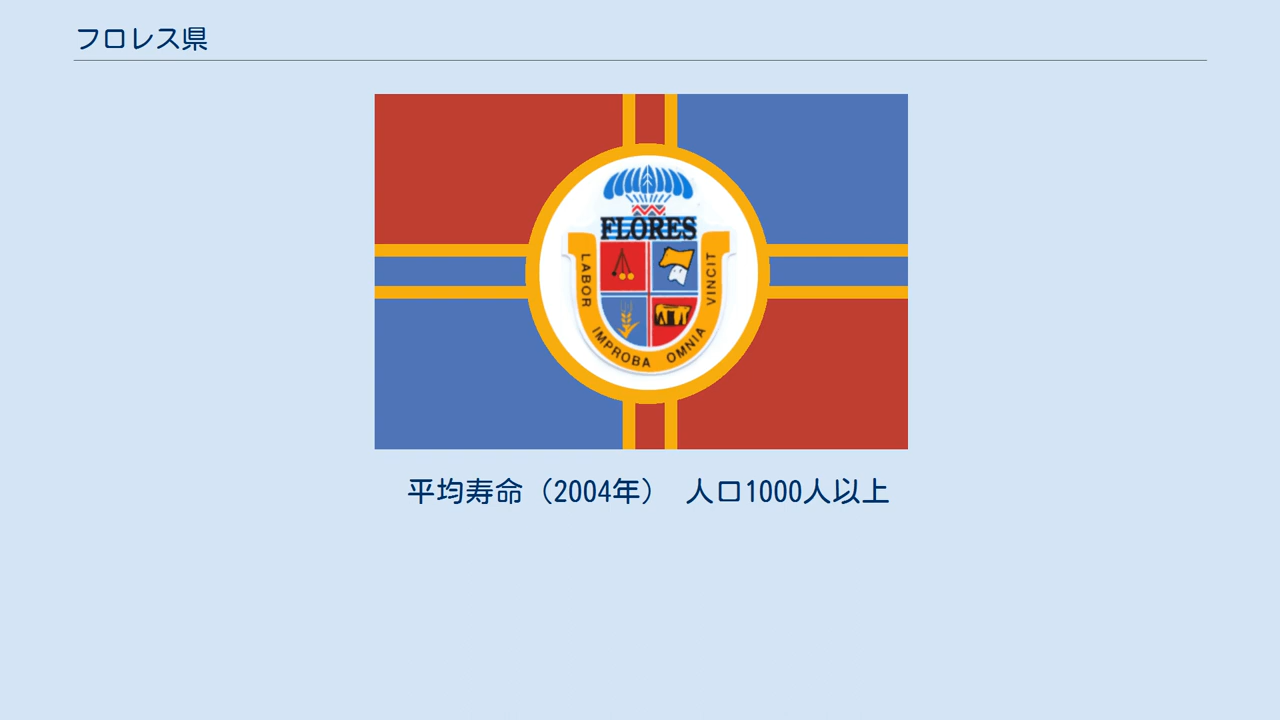 フロレス県
FLORES
LABOR IMPROBA OMNIA VINCIT
平均寿命（2004年） 人口1000人以上